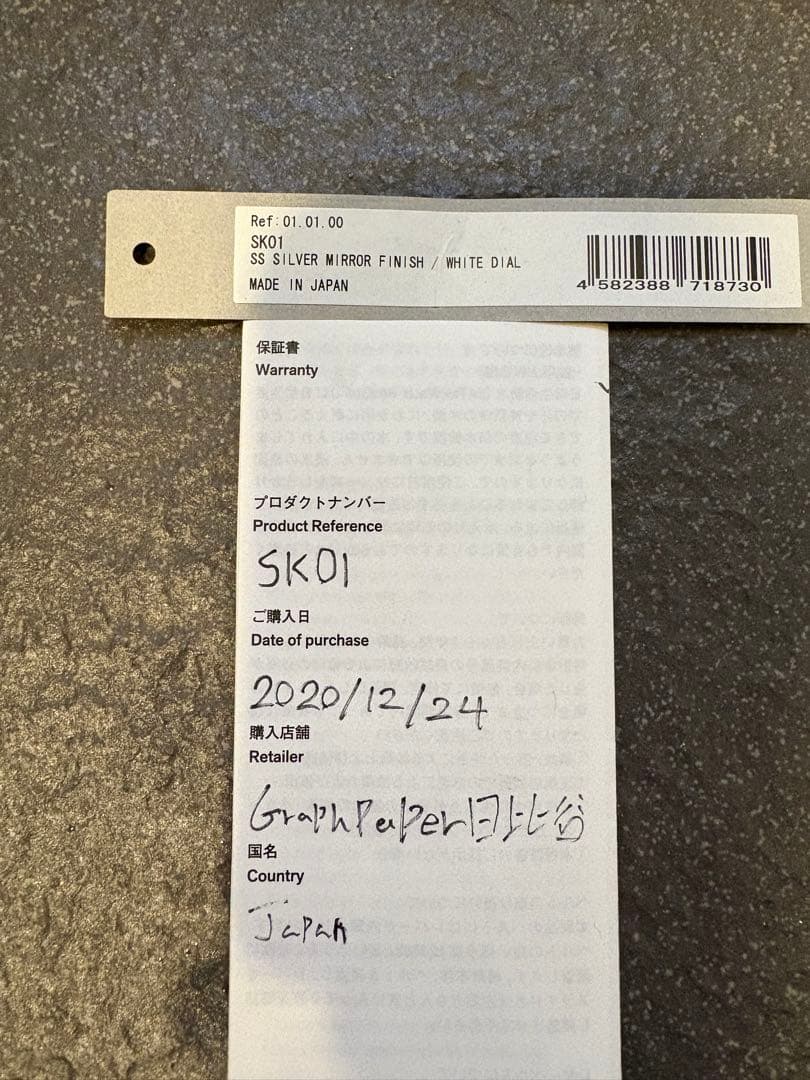 Ref:01.01.00
SK01
SS SILVER MIRROR FINISH / WHITE DIAL
MADE IN JAPAN
4 582388 718730
保証書
Warranty
プロダクトナンバー
Product Reference
SK01
ご購入日
Date of purchase
2020/12/24
購入店舗
Retailer
GraphPaper日比谷
国名
Country
Japan